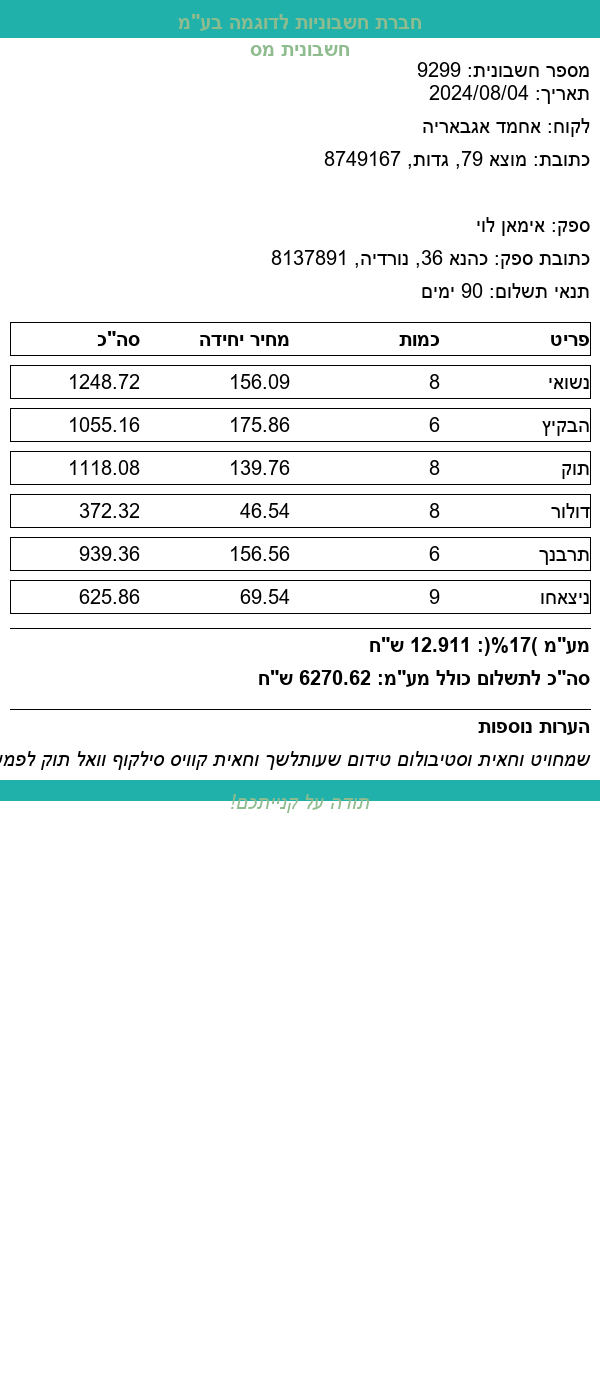 חברת חשבוניות לדוגמה בע"מ
חשבונית מס
מספר חשבונית: 9299
תאריך: 2024/08/04
לקוח: אחמד אגבאריה
כתובת: מוצא 79, גדות, 8749167
ספק: אימאן לוי
כתובת ספק: כהנא 36, נורדיה, 8137891
תנאי תשלום: 90 ימים
פריט כמות מחיר יחידה סה"כ
נשואי 8 156.09 1248.72
הבקיץ 6 175.86 1055.16
תוק 8 139.76 1118.08
דולור 8 46.54 372.32
תרבנך 6 156.56 939.36
ניצאחו 9 69.54 625.86
מע"מ )17%(: 12.911 ש"ח
סה"כ לתשלום כולל מע"מ: 6270.62 ש"ח
הערות נוספות
שמחויט וחאית וסטיבולום טידום שעותלשך וחאית קוויס סילקוף וואל תוק
תודה על קנייתכם!